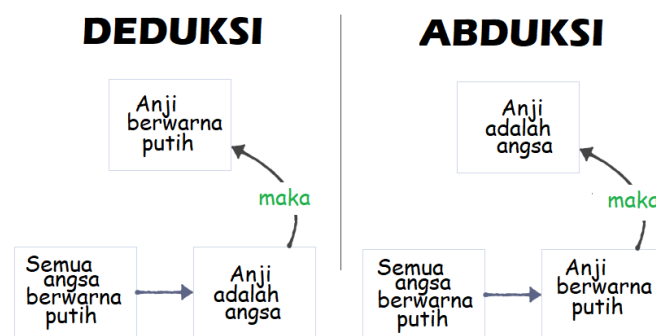 DEDUKSI
Anji
berwarna
putih
maka
Semua
angsa
berwarna
putih
Anji
adalah
angsa
ABDUKSI
Anji
adalah
angsa
maka
Semua
angsa
berwarna
putih
Anji
berwarna
putih